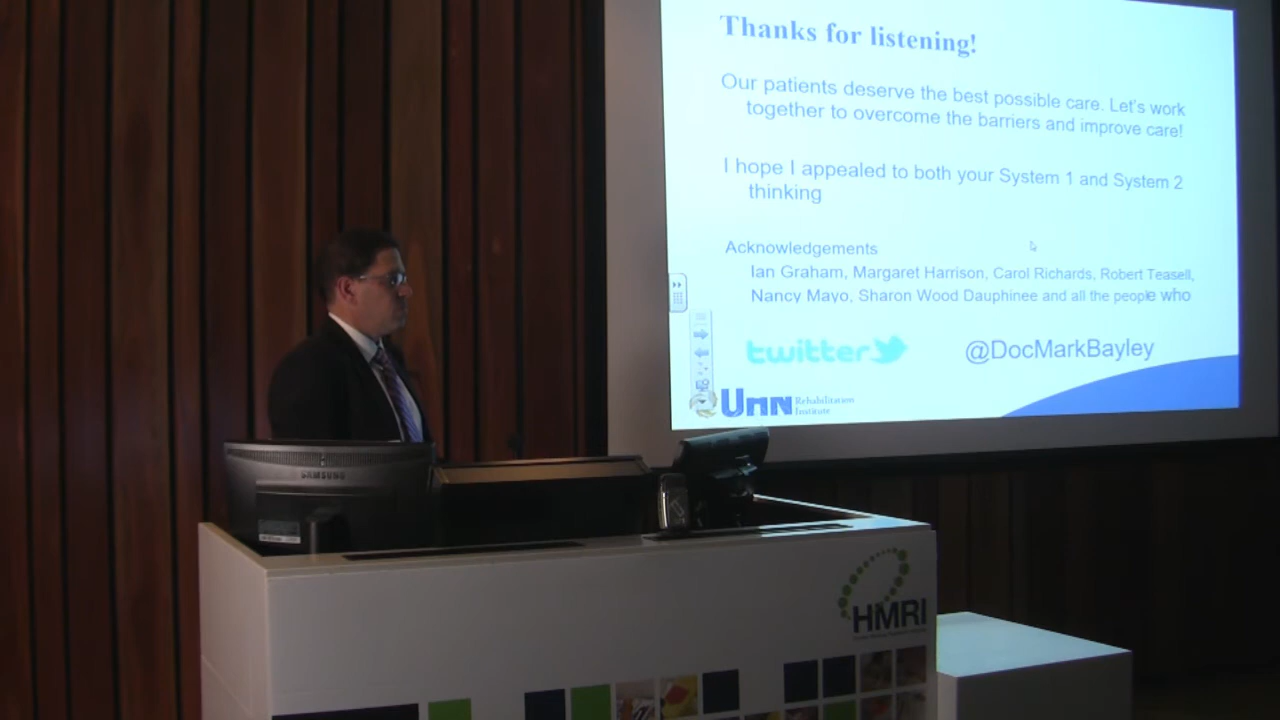 Thanks for listening!
Our patients deserve the best possible care. Let's work
together to overcome the barriers and improve care!
I hope I appealed to both your System 1 and System 2
thinking
Acknowledgements
Ian Graham, Margaret Harrison, Carol Richards, Robert Teasell,
Nancy Mayo, Sharon Wood Dauphinee and all the people who
twitter
@DocMarkBayley
Rehabilitation
Institute
SAMSUNG
HMRI